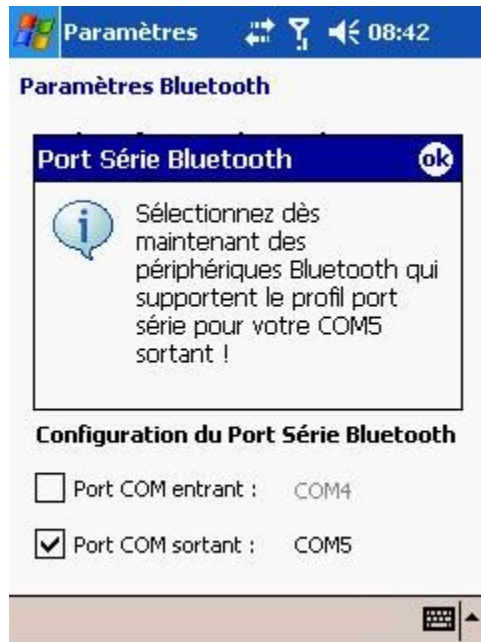 Paramètres 08:42
Paramètres Bluetooth
Port Série Bluetooth ok
Sélectionnez dès
maintenant des
périphériques Bluetooth qui
supportent le profil port
série pour votre COM5
sortant !
Configuration du Port Série Bluetooth
Port COM entrant : COM4
Port COM sortant : COM5